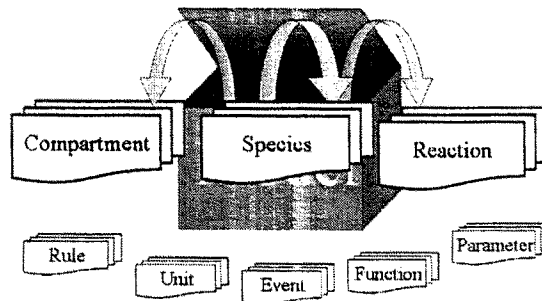 Compartment
Species
Reaction
Rule
Unit
Event
Function
Parameter